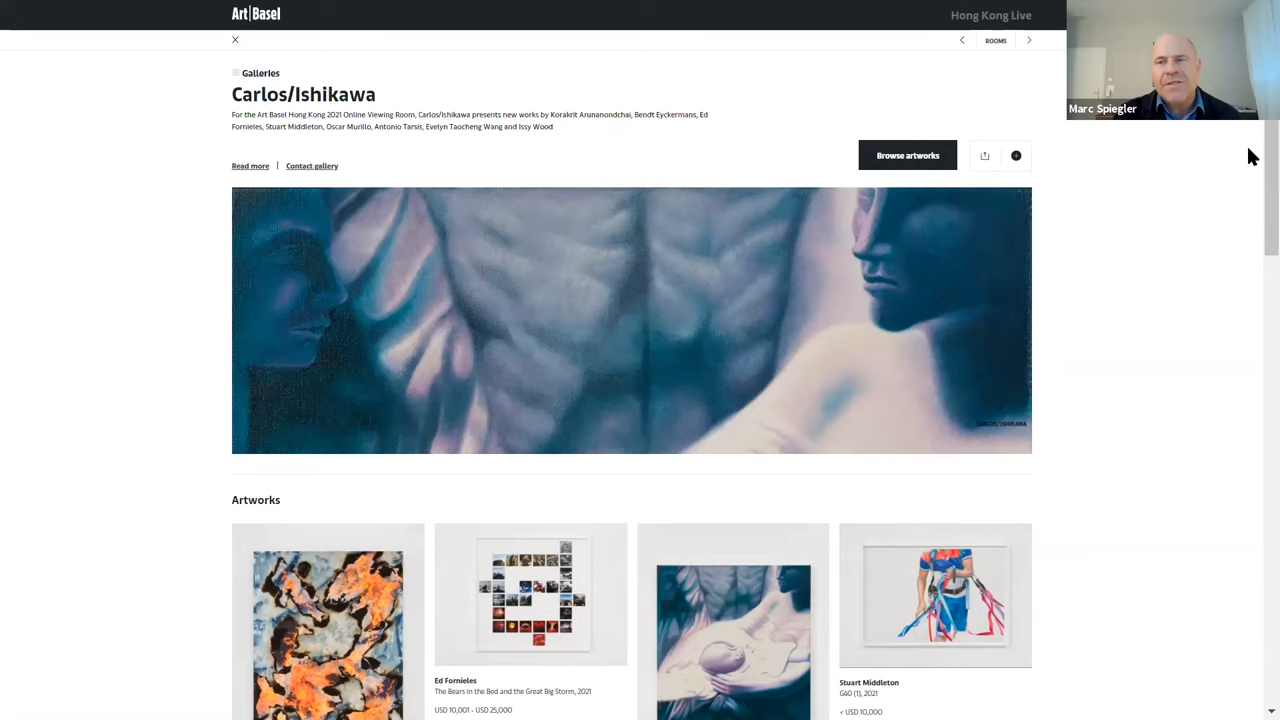 Art Basel
Hong Kong Live
ROOMS
Marc Spiegler
Galleries
Carlos/Ishikawa
For the Art Basel Hong Kong 2021 Online Viewing Room, Carlos/Ishikawa presents new works by Korakrit Arunanondchai, Bendt Eyckermans, Ed
Fornieles, Stuart Middleton, Oscar Murillo, Antonio Tarsis, Evelyn Taocheng Wang and Issy Wood
Read more | Contact gallery
Browse artworks
CARLOS/ISHIKAWA
Artworks
Ed Fornieles
The Bears in the Bed and the Great Big Storm, 2021
USD 10,001 - USD 25,000
Stuart Middleton
G40 (1), 2021
< USD 10,000